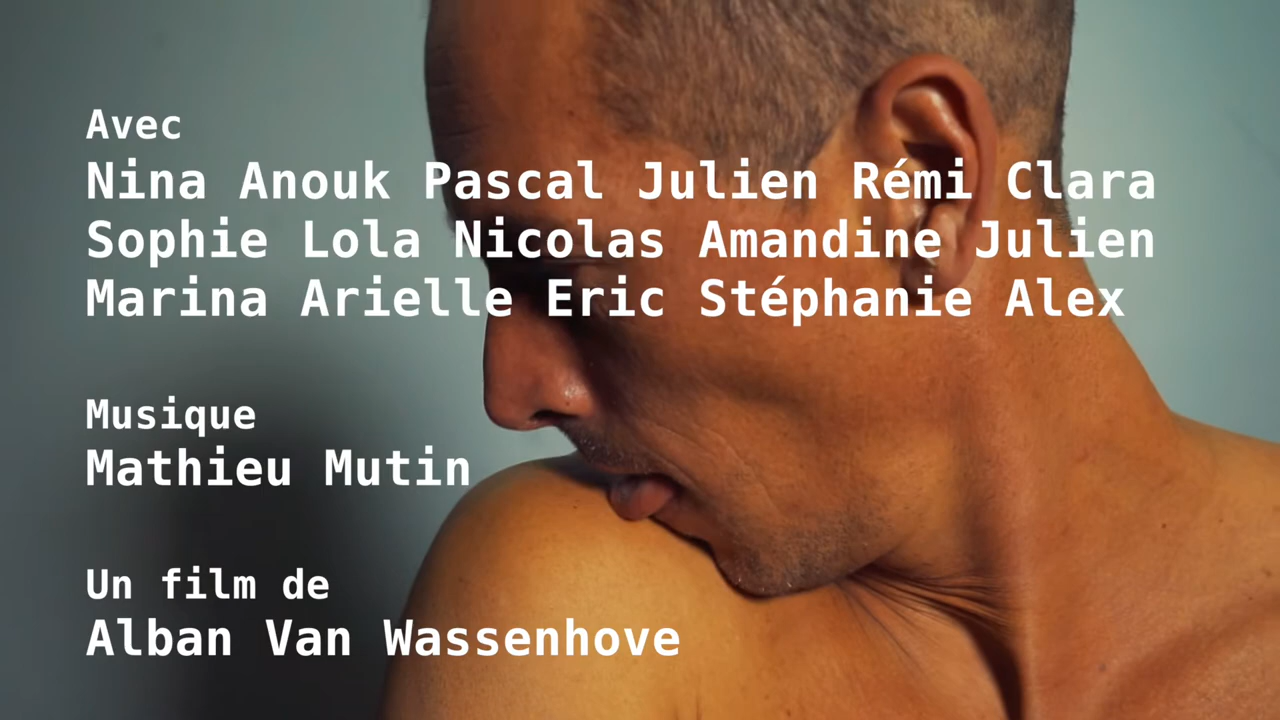 Avec
Nina Anouk Pascal Julien Rémi Clara
Sophie Lola Nicolas Amandine Julien
Marina Arielle Eric Stéphanie Alex
Musique
Mathieu Mutin
Un film de
Alban Van Wassenhove